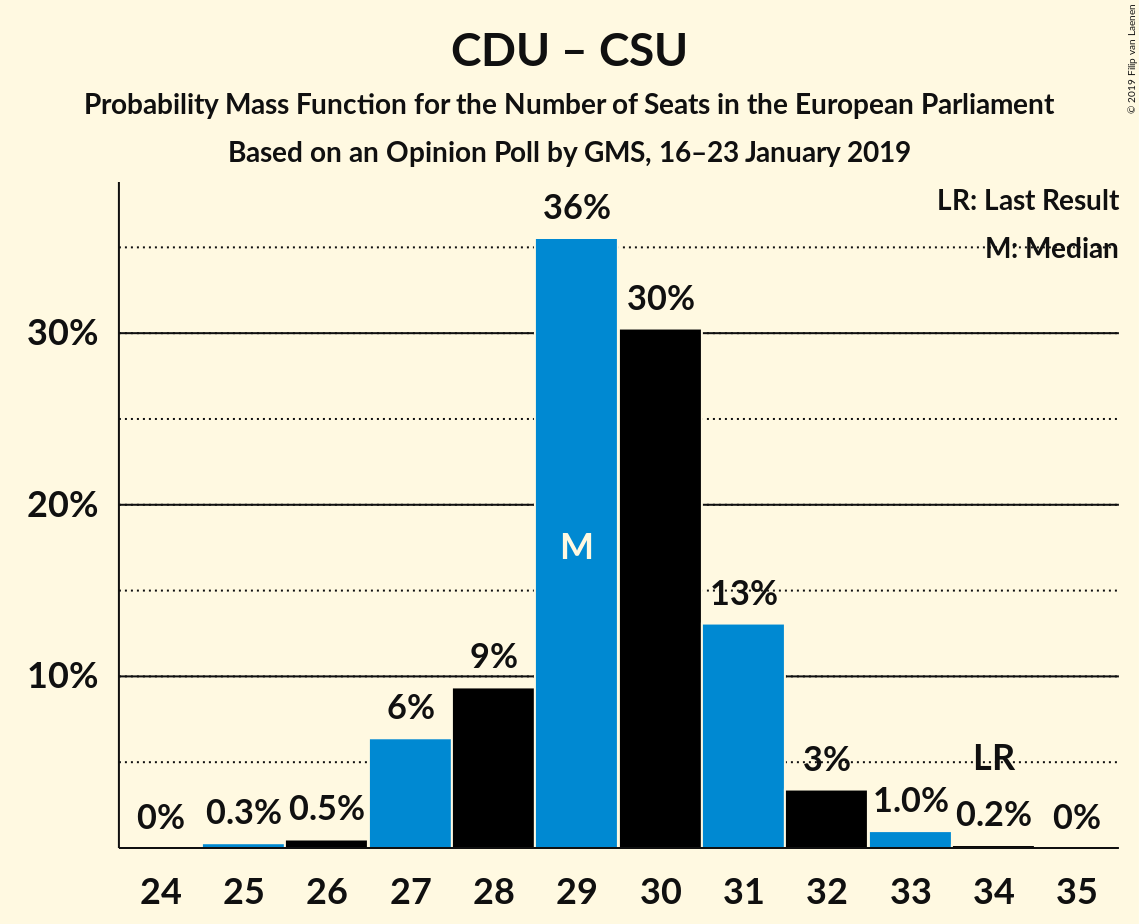 CDU – CSU
Probability Mass Function for the Number of Seats in the European Parliament
Based on an Opinion Poll by GMS, 16–23 January 2019
© 2019 Filip van Laenen
LR: Last Result
M: Median
30%
20%
10%
0%
0.3%
0.5%
6%
9%
36%
M
30%
13%
3%
1.0%
LR
0.2%
0%
24 25 26 27 28 29 30 31 32 33 34 35